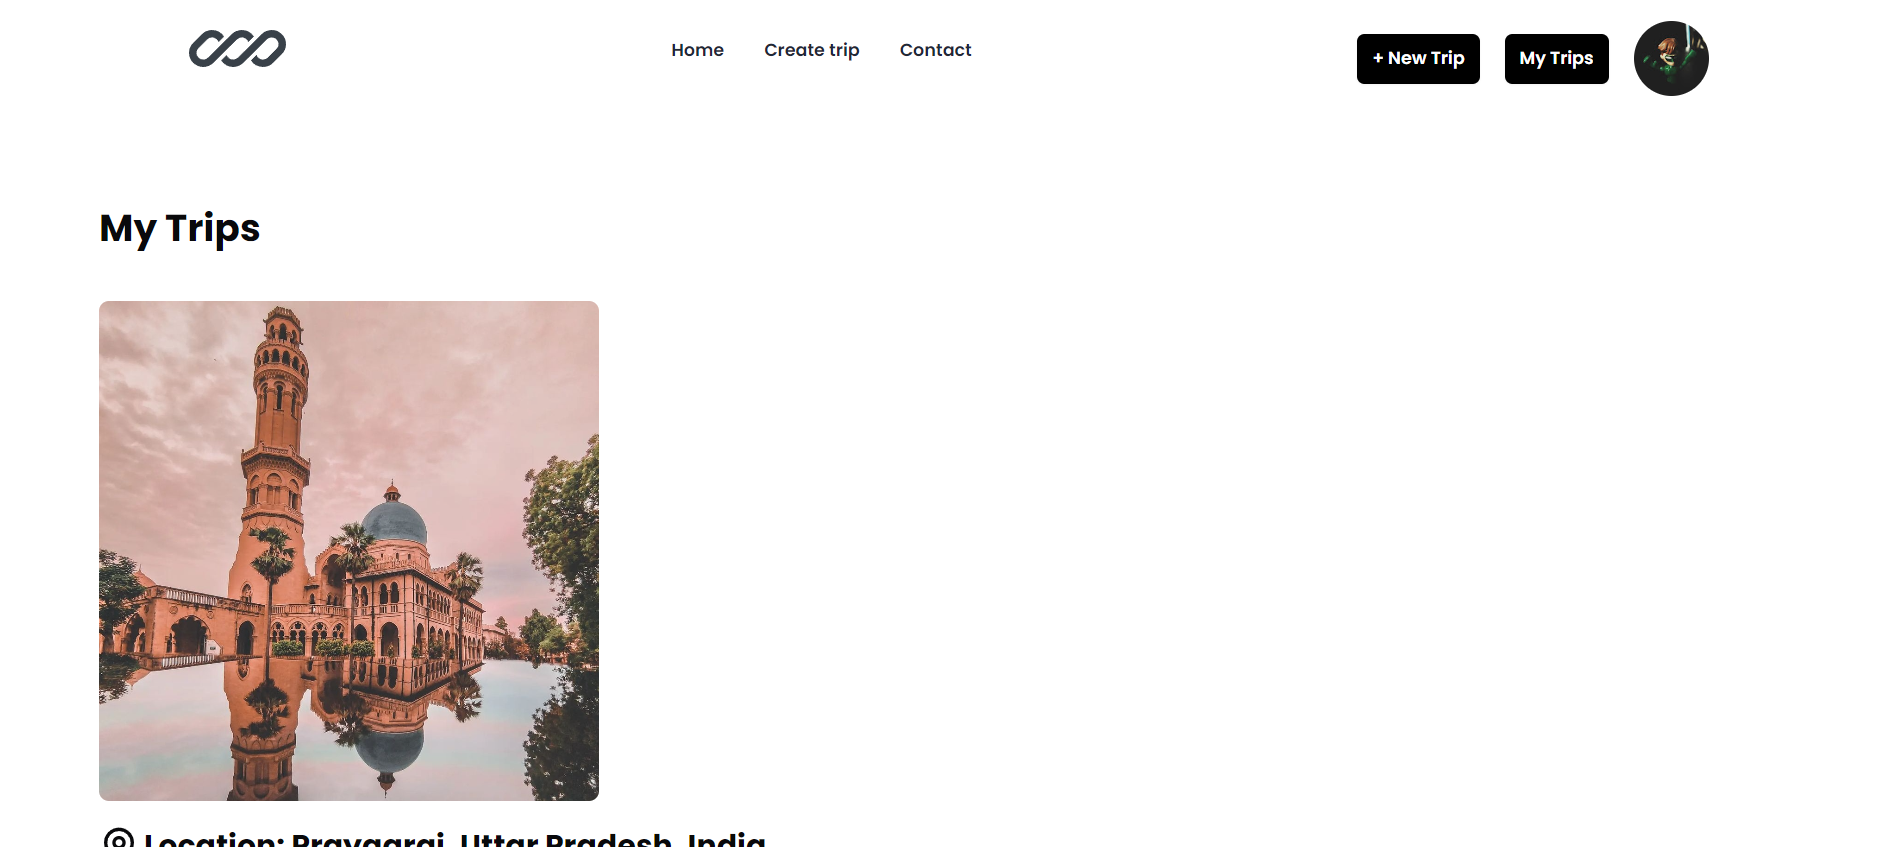 Home Create trip Contact + New Trip My Trips
My Trips
Location: Prayagraj, Uttar Pradesh, India